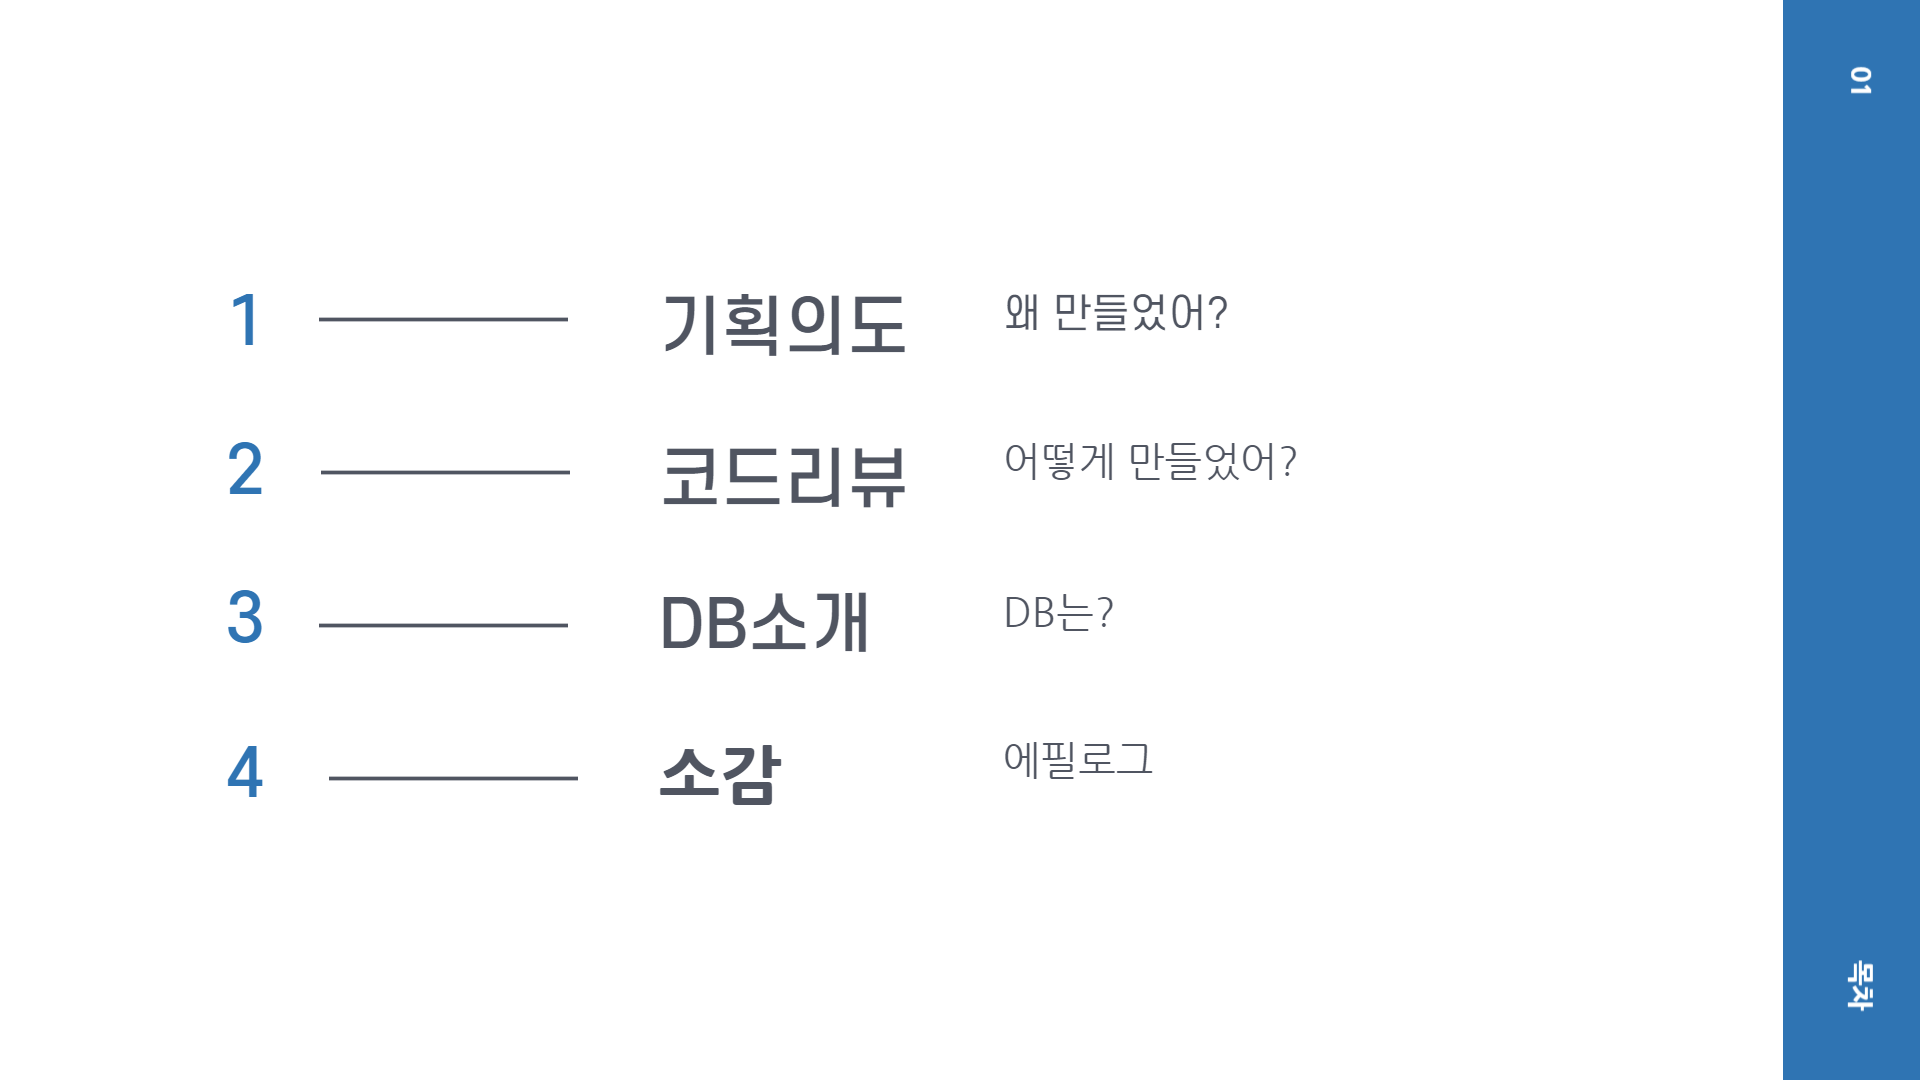 1 기획의도 왜 만들었어?
2 코드리뷰 어떻게 만들었어?
3 DB소개 DB는?
4 소감 에필로그
01
목차